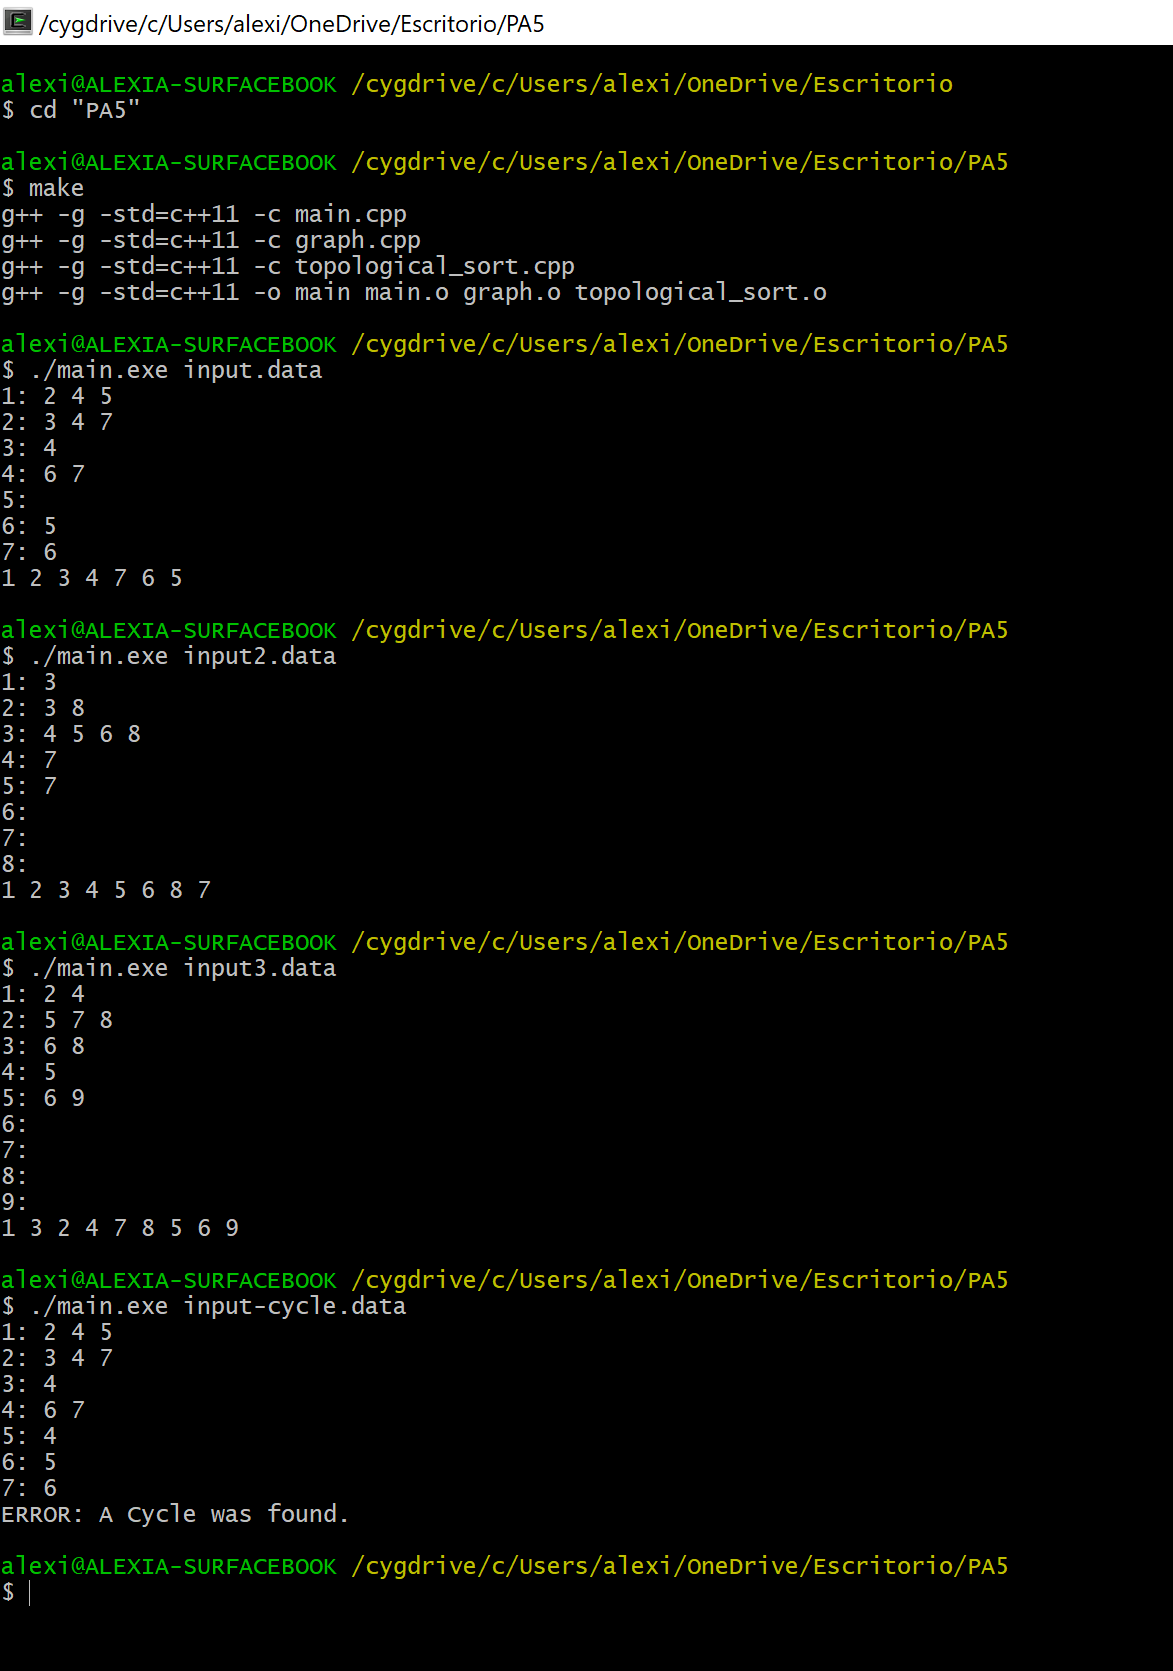 /cygdrive/c/Users/alexi/OneDrive/Escritorio/PA5
alexi@ALEXIA-SURFACEBOOK /cygdrive/c/Users/alexi/OneDrive/Escritorio
$ cd "PA5"
alexi@ALEXIA-SURFACEBOOK /cygdrive/c/Users/alexi/OneDrive/Escritorio/PA5
$ make
g++ -g -std=c++11 -c main.cpp
g++ -g -std=c++11 -c graph.cpp
g++ -g -std=c++11 -c topological_sort.cpp
g++ -g -std=c++11 -o main main.o graph.o topological_sort.o
alexi@ALEXIA-SURFACEBOOK /cygdrive/c/Users/alexi/OneDrive/Escritorio/PA5
$ ./main.exe input.data
1: 2 4 5
2: 3 4 7
3: 4
4: 6 7
5:
6: 5
7: 6
1 2 3 4 7 6 5
alexi@ALEXIA-SURFACEBOOK /cygdrive/c/Users/alexi/OneDrive/Escritorio/PA5
$ ./main.exe input2.data
1: 3
2: 3 8
3: 4 5 6 8
4: 7
5: 7
6:
7:
8:
1 2 3 4 5 6 8 7
alexi@ALEXIA-SURFACEBOOK /cygdrive/c/Users/alexi/OneDrive/Escritorio/PA5
$ ./main.exe input3.data
1: 2 4
2: 5 7 8
3: 6 8
4: 5
5: 6 9
6:
7:
8:
9:
1 3 2 4 7 8 5 6 9
alexi@ALEXIA-SURFACEBOOK /cygdrive/c/Users/alexi/OneDrive/Escritorio/PA5
$ ./main.exe input-cycle.data
1: 2 4 5
2: 3 4 7
3: 4
4: 6 7
5: 4
6: 5
7: 6
ERROR: A Cycle was found.
alexi@ALEXIA-SURFACEBOOK /cygdrive/c/Users/alexi/OneDrive/Escritorio/PA5
$